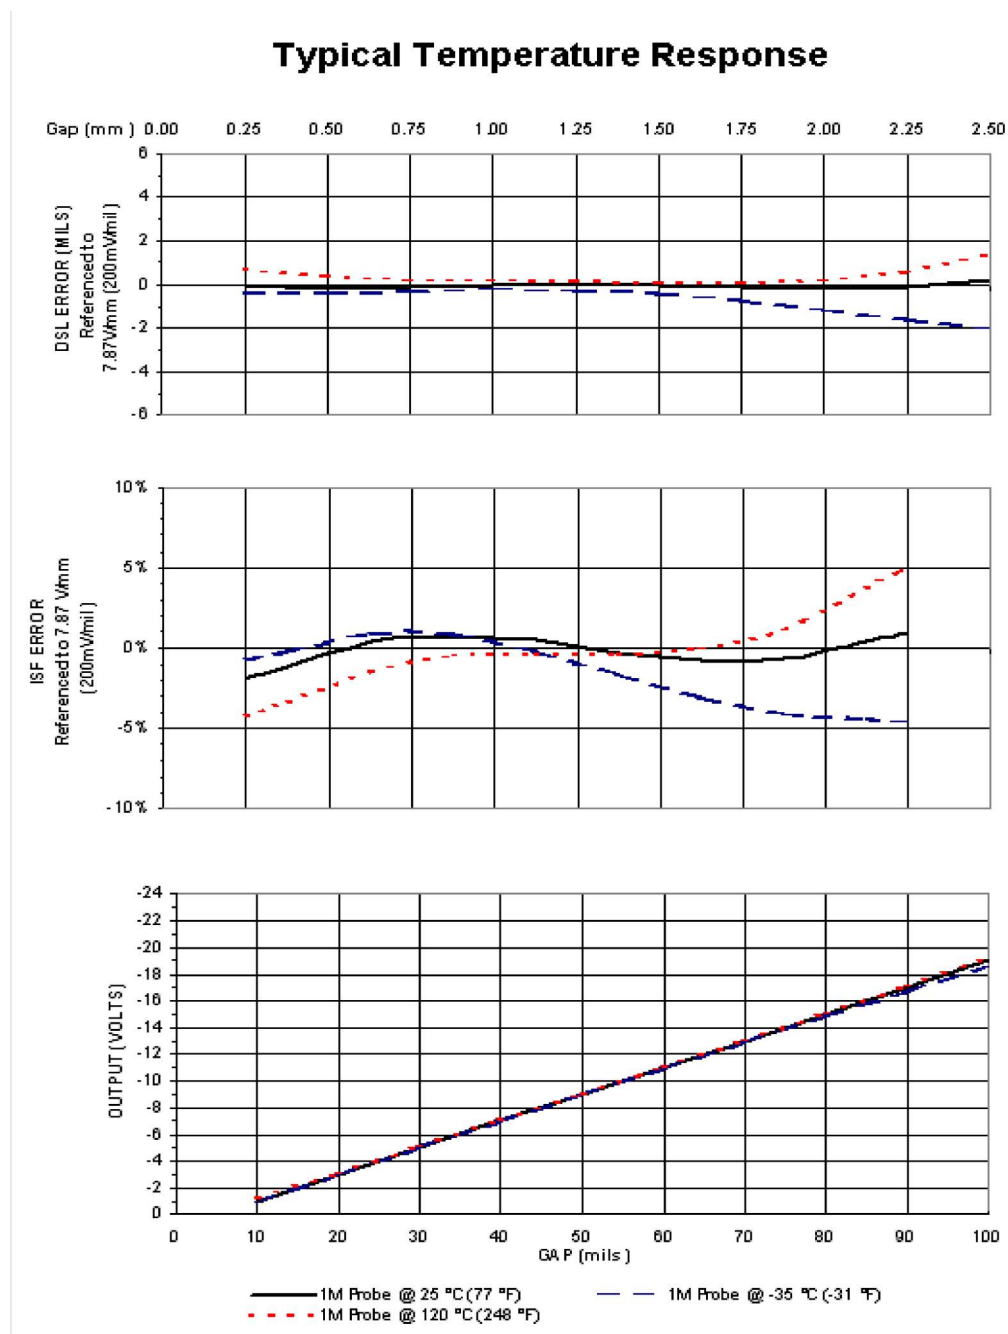 Typical Temperature Response
Gap (mm) 0.00 0.25 0.50 0.75 1.00 1.25 1.50 1.75 2.00 2.25 2.50
DSL ERROR (MILS)
Referenced to
7.87V/mm (200mV/mil)
6
4
2
0
-2
-4
-6
ISF ERROR
Referenced to 7.87 V/mm
(200mV/mil)
10%
5%
0%
-5%
-10%
OUTPUT (VOLTS)
-24
-22
-20
-18
-16
-14
-12
-10
-8
-6
-4
-2
0
0 10 20 30 40 50 60 70 80 90 100
GAP (mils)
1M Probe @ 25 °C (77 °F)
1M Probe @ -35 °C (-31 °F)
1M Probe @ 120 °C (248 °F)